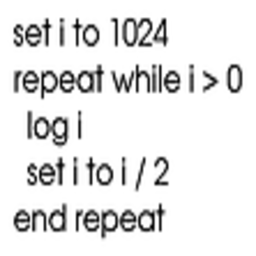 set i to 1024
repeat while i > 0
log i
set i to i / 2
end repeat